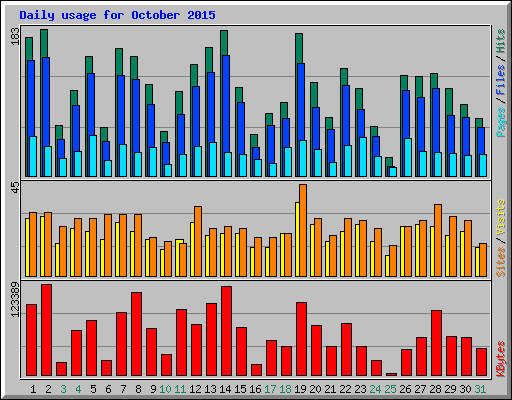 Daily usage for October 2015
183
Pages / Files / Hits
45
Sites / Visits
123389
KBytes
1 2 3 4 5 6 7 8 9 10 11 12 13 14 15 16 17 18 19 20 21 22 23 24 25 26 27 28 29 30 31